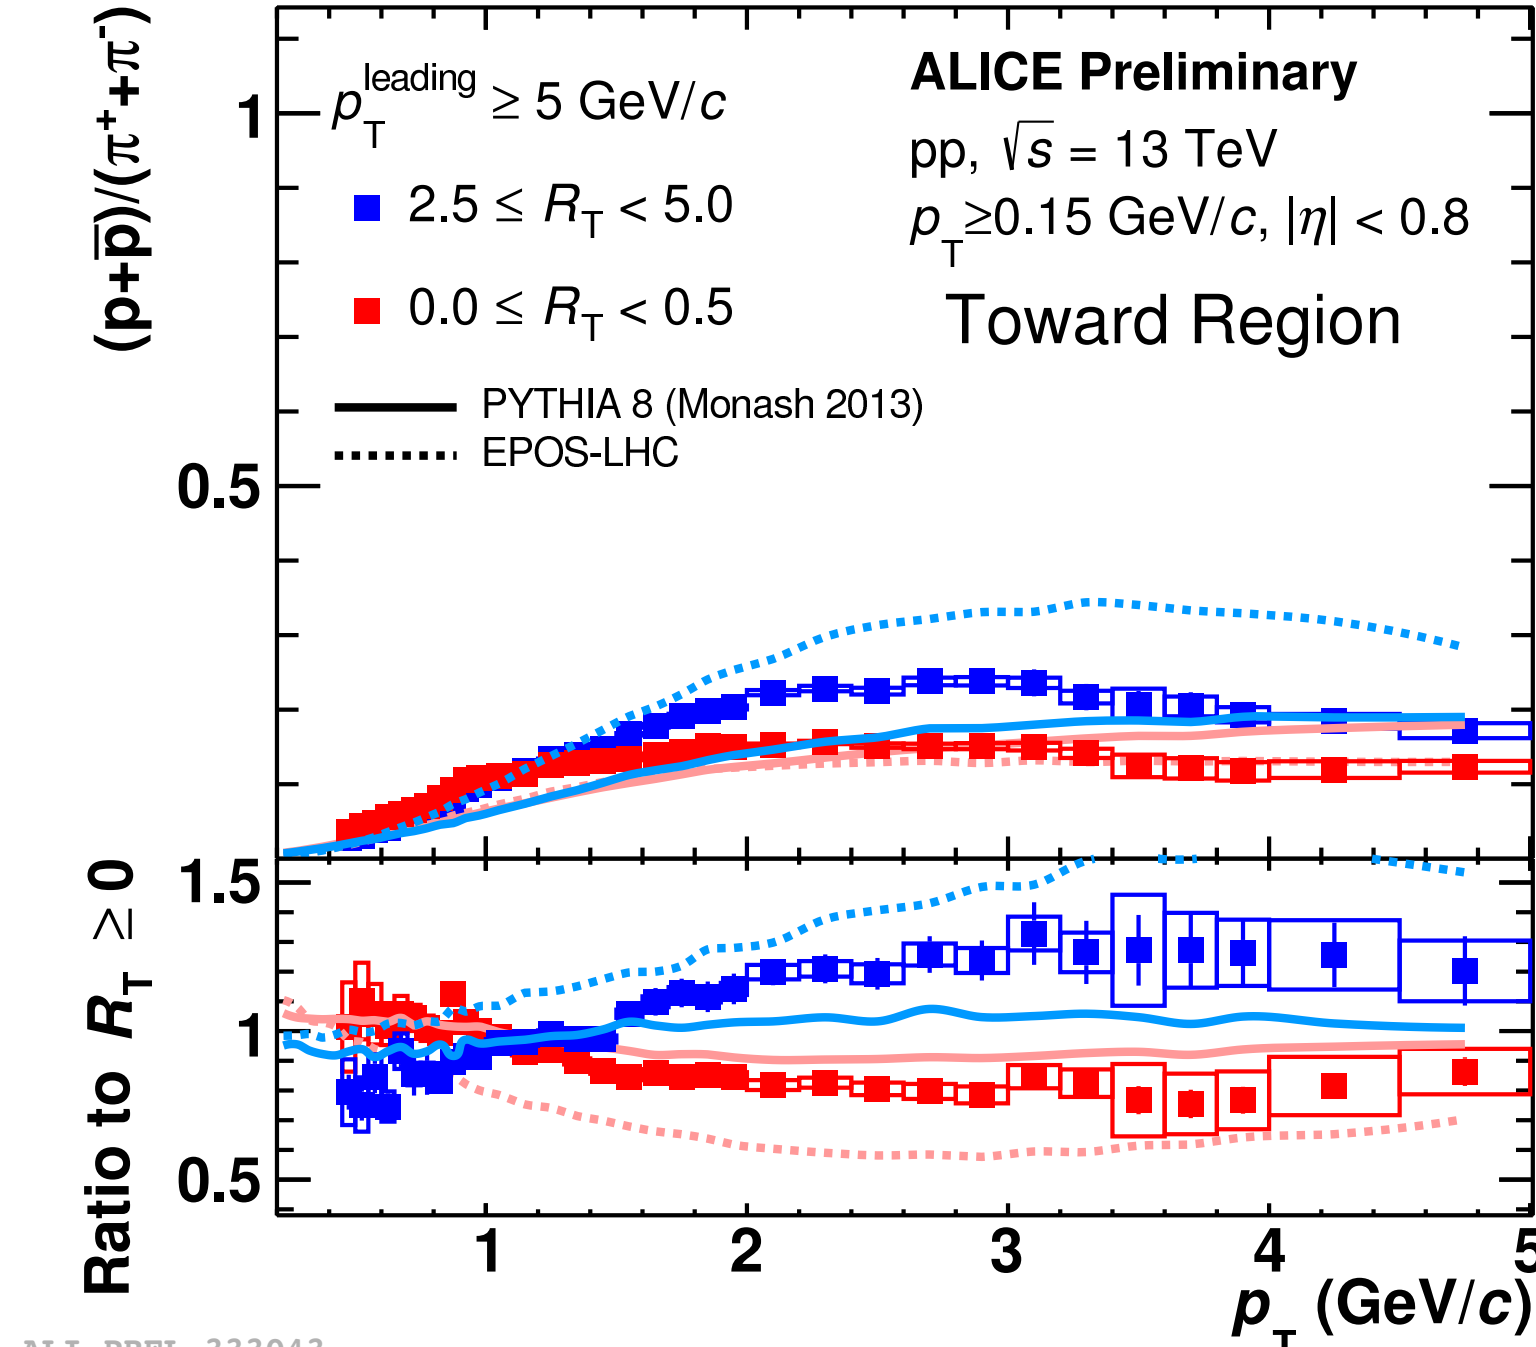 (p+p̄)/(π⁺+π⁻)
1
0.5
p_T^leading ≥ 5 GeV/c
2.5 ≤ R_T < 5.0
0.0 ≤ R_T < 0.5
PYTHIA 8 (Monash 2013)
EPOS-LHC
ALICE Preliminary
pp, √s = 13 TeV
p_T≥0.15 GeV/c, |η| < 0.8
Toward Region
Ratio to R_T ≥ 0
1.5
1
0.5
1 2 3 4 5
p_T (GeV/c)